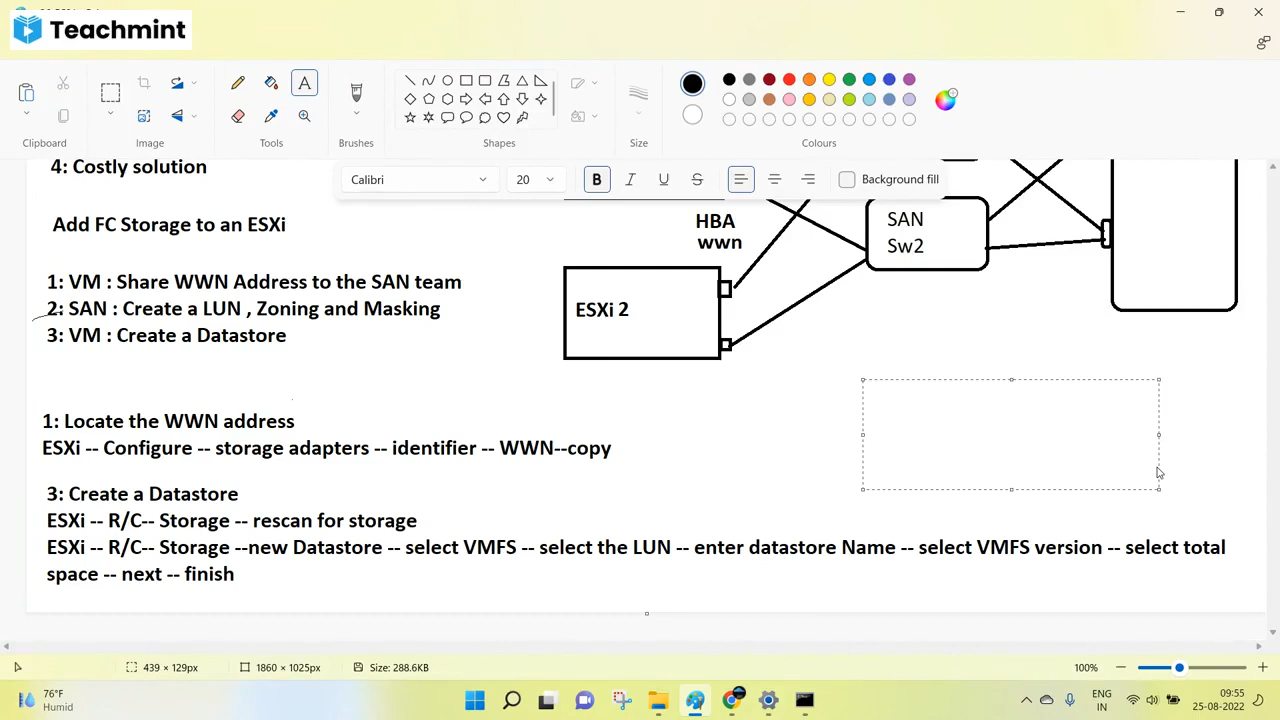 Teachmint
Clipboard
Image
Tools
Brushes
Shapes
Size
Colours
Calibri
20
B
I
U
S
Background fill
4: Costly solution
Add FC Storage to an ESXi
1: VM : Share WWN Address to the SAN team
2: SAN : Create a LUN , Zoning and Masking
3: VM : Create a Datastore
HBA
wwn
SAN
Sw2
ESXi 2
1: Locate the WWN address
ESXi -- Configure -- storage adapters -- identifier -- WWN--copy
3: Create a Datastore
ESXi -- R/C-- Storage -- rescan for storage
ESXi -- R/C-- Storage --new Datastore -- select VMFS -- select the LUN -- enter datastore Name -- select VMFS version -- select total
space -- next -- finish
439 × 129px
1860 × 1025px
Size: 288.6KB
100%
76°F
Humid
ENG
IN
09:55
25-08-2022